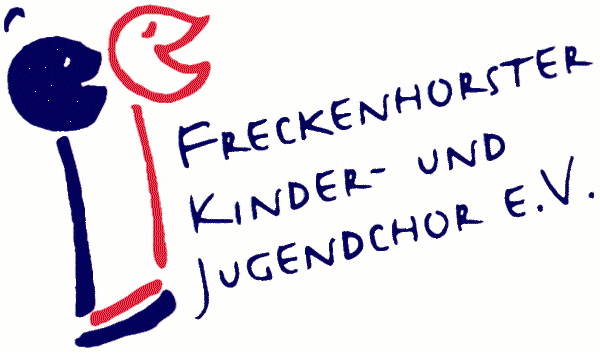 FRECKENHORSTER
KINDER- UND
JUGENDCHOR E.V.